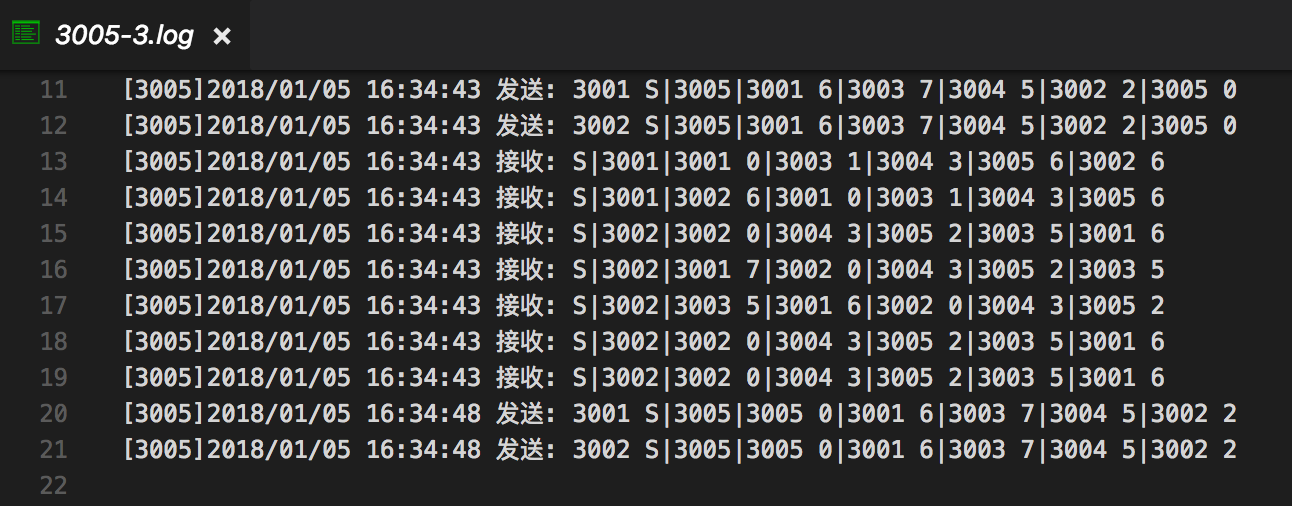 3005-3.log ×
11 [3005]2018/01/05 16:34:43 发送: 3001 S|3005|3001 6|3003 7|3004 5|3002 2|3005 0
12 [3005]2018/01/05 16:34:43 发送: 3002 S|3005|3001 6|3003 7|3004 5|3002 2|3005 0
13 [3005]2018/01/05 16:34:43 接收: S|3001|3001 0|3003 1|3004 3|3005 6|3002 6
14 [3005]2018/01/05 16:34:43 接收: S|3001|3002 6|3001 0|3003 1|3004 3|3005 6
15 [3005]2018/01/05 16:34:43 接收: S|3002|3002 0|3004 3|3005 2|3003 5|3001 6
16 [3005]2018/01/05 16:34:43 接收: S|3002|3001 7|3002 0|3004 3|3005 2|3003 5
17 [3005]2018/01/05 16:34:43 接收: S|3002|3003 5|3001 6|3002 0|3004 3|3005 2
18 [3005]2018/01/05 16:34:43 接收: S|3002|3002 0|3004 3|3005 2|3003 5|3001 6
19 [3005]2018/01/05 16:34:43 接收: S|3002|3002 0|3004 3|3005 2|3003 5|3001 6
20 [3005]2018/01/05 16:34:48 发送: 3001 S|3005|3005 0|3001 6|3003 7|3004 5|3002 2
21 [3005]2018/01/05 16:34:48 发送: 3002 S|3005|3005 0|3001 6|3003 7|3004 5|3002 2
22